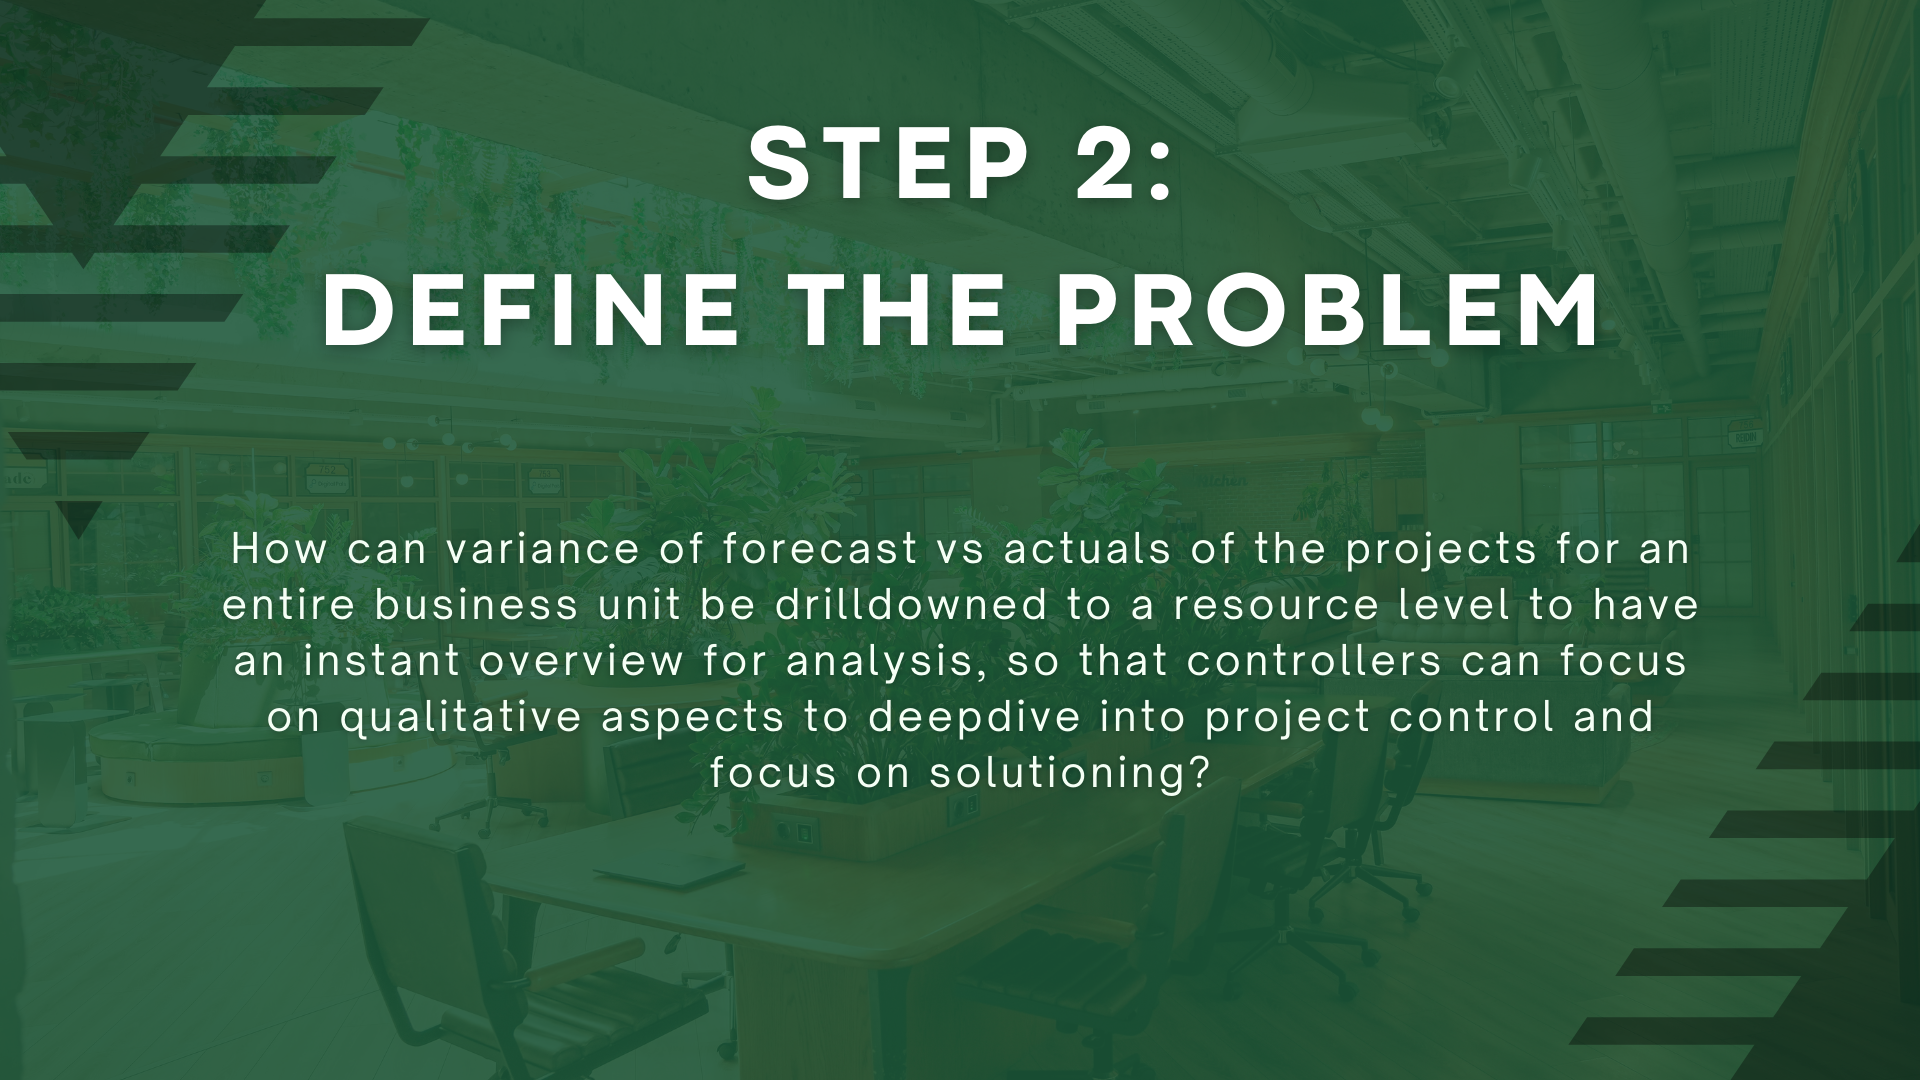 STEP 2:
DEFINE THE PROBLEM
How can variance of forecast vs actuals of the projects for an
entire business unit be drilldowned to a resource level to have
an instant overview for analysis, so that controllers can focus
on qualitative aspects to deepdive into project control and
focus on solutioning?